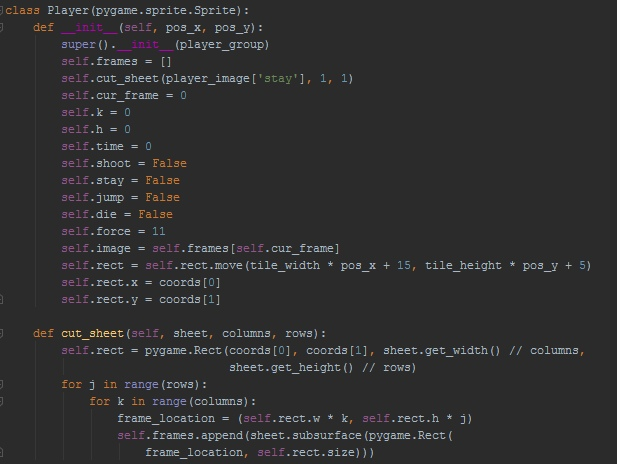 class Player(pygame.sprite.Sprite):
    def __init__(self, pos_x, pos_y):
        super().__init__(player_group)
        self.frames = []
        self.cut_sheet(player_image['stay'], 1, 1)
        self.cur_frame = 0
        self.k = 0
        self.h = 0
        self.time = 0
        self.shoot = False
        self.stay = False
        self.jump = False
        self.die = False
        self.force = 11
        self.image = self.frames[self.cur_frame]
        self.rect = self.rect.move(tile_width * pos_x + 15, tile_height * pos_y + 5)
        self.rect.x = coords[0]
        self.rect.y = coords[1]

    def cut_sheet(self, sheet, columns, rows):
        self.rect = pygame.Rect(coords[0], coords[1], sheet.get_width() // columns,
                                sheet.get_height() // rows)
        for j in range(rows):
            for k in range(columns):
                frame_location = (self.rect.w * k, self.rect.h * j)
                self.frames.append(sheet.subsurface(pygame.Rect(
                    frame_location, self.rect.size)))